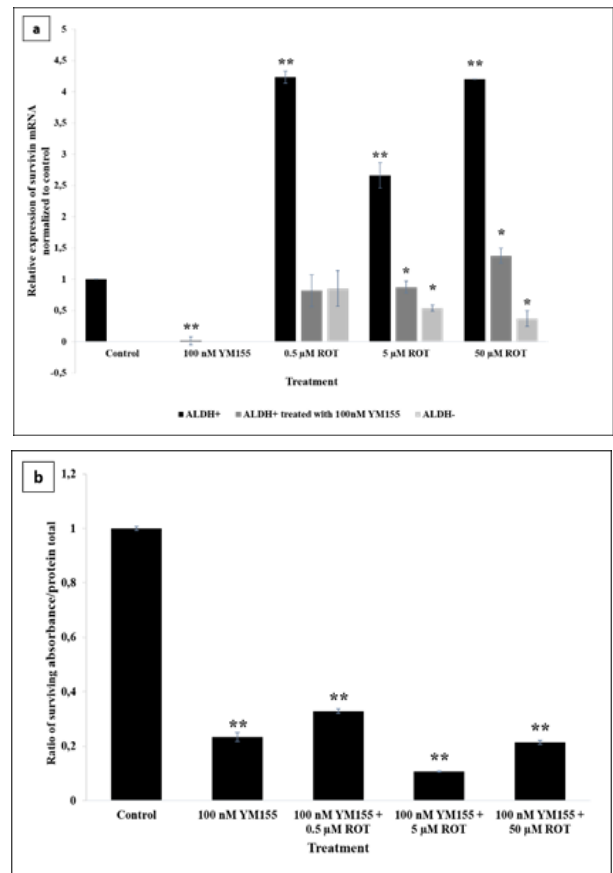 a
Relative expression of survivin mRNA
normalized to control
5
4,5
4
3,5
3
2,5
2
1,5
1
0,5
0
-0,5
**
**
**
*
*
**
*
*
Control
100 nM YM155
0.5 µM ROT
5 µM ROT
50 µM ROT
Treatment
ALDH+
ALDH+ treated with 100nM YM155
ALDH-
b
Ratio of surviving absorbance/protein total
1,2
1
0,8
0,6
0,4
0,2
0
**
**
**
**
Control
100 nM YM155
100 nM YM155 +
0.5 µM ROT
100 nM YM155 +
5 µM ROT
100 nM YM155 +
50 µM ROT
Treatment